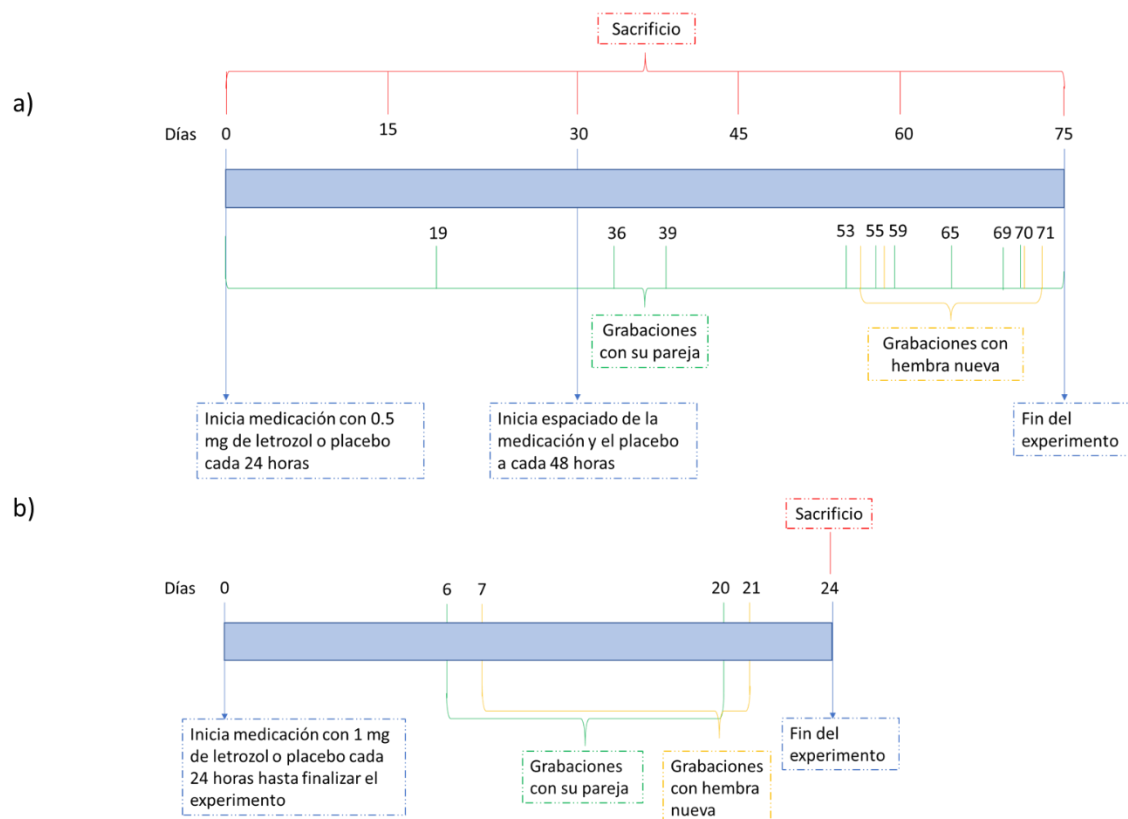 Sacrificio
a)
Días 0 15 30 45 60 75
19 36 39 53 55 59 65 69 70 71
Grabaciones
con su pareja
Grabaciones con
hembra nueva
Inicia medicación con 0.5
mg de letrozol o placebo
cada 24 horas
Inicia espaciado de la
medicación y el placebo
a cada 48 horas
Fin del
experimento
b)
Sacrificio
Días 0 6 7 20 21 24
Inicia medicación con 1 mg
de letrozol o placebo cada
24 horas hasta finalizar el
experimento
Grabaciones
con su pareja
Grabaciones
con hembra
nueva
Fin del
experimento